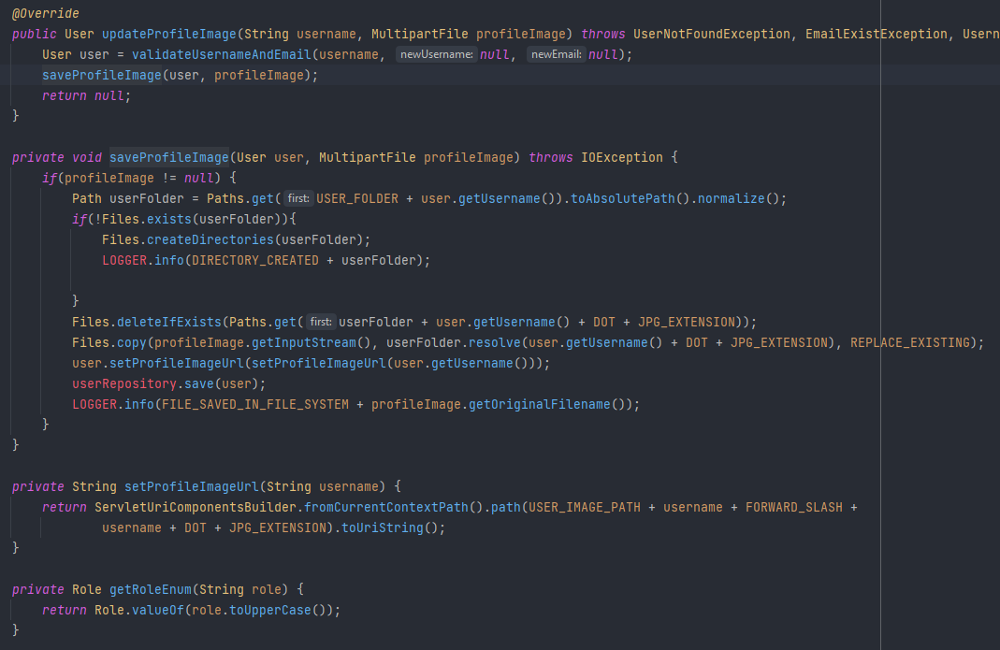 @Override
public User updateProfileImage(String username, MultipartFile profileImage) throws UserNotFoundException, EmailExistException, Usern
User user = validateUsernameAndEmail(username, newUsername: null, newEmail: null);
saveProfileImage(user, profileImage);
return null;
}
private void saveProfileImage(User user, MultipartFile profileImage) throws IOException {
if(profileImage != null) {
Path userFolder = Paths.get( first: USER_FOLDER + user.getUsername()).toAbsolutePath().normalize();
if(!Files.exists(userFolder)){
Files.createDirectories(userFolder);
LOGGER.info(DIRECTORY_CREATED + userFolder);
}
Files.deleteIfExists(Paths.get( first: userFolder + user.getUsername() + DOT + JPG_EXTENSION));
Files.copy(profileImage.getInputStream(), userFolder.resolve(user.getUsername() + DOT + JPG_EXTENSION), REPLACE_EXISTING);
user.setProfileImageUrl(setProfileImageUrl(user.getUsername()));
userRepository.save(user);
LOGGER.info(FILE_SAVED_IN_FILE_SYSTEM + profileImage.getOriginalFilename());
}
}
private String setProfileImageUrl(String username) {
return ServletUriComponentsBuilder.fromCurrentContextPath().path(USER_IMAGE_PATH + username + FORWARD_SLASH +
username + DOT + JPG_EXTENSION).toUriString();
}
private Role getRoleEnum(String role) {
return Role.valueOf(role.toUpperCase());
}